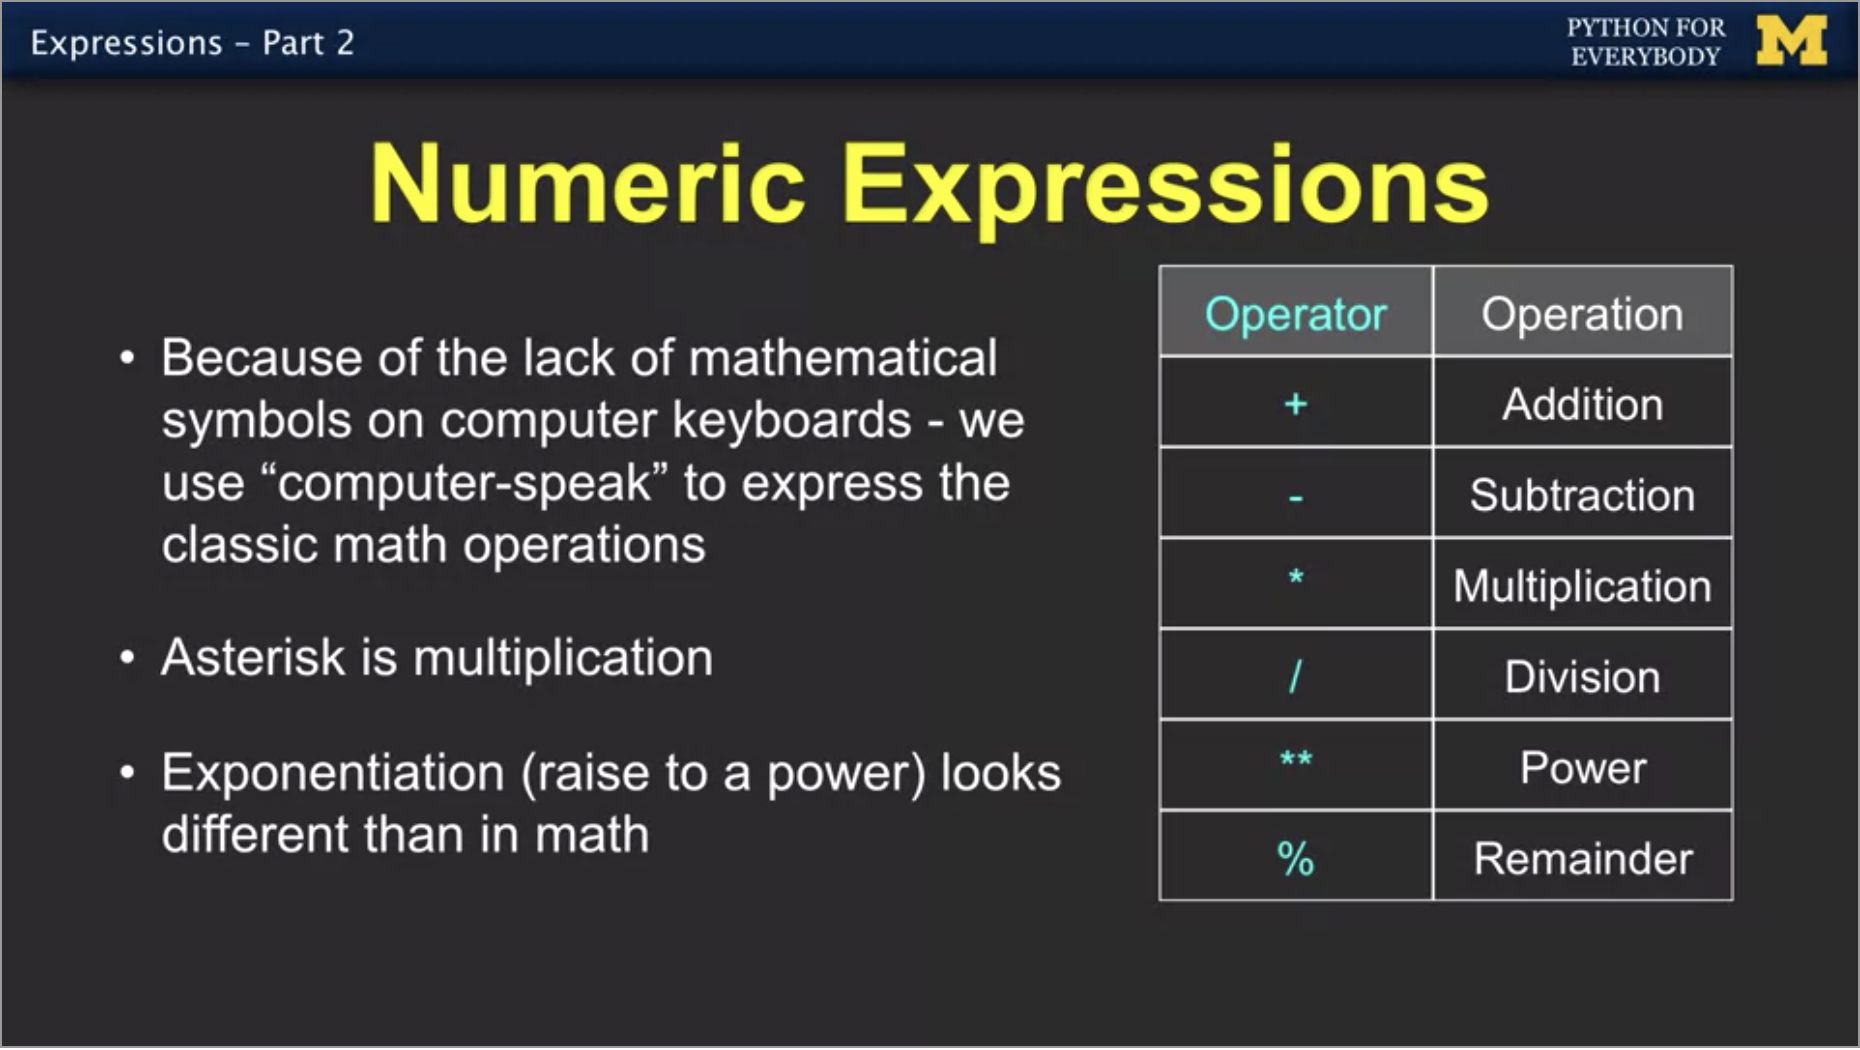 Expressions – Part 2
PYTHON FOR
EVERYBODY
M
Numeric Expressions
• Because of the lack of mathematical
symbols on computer keyboards - we
use “computer-speak” to express the
classic math operations
• Asterisk is multiplication
• Exponentiation (raise to a power) looks
different than in math
Operator Operation
+ Addition
- Subtraction
* Multiplication
/ Division
** Power
% Remainder